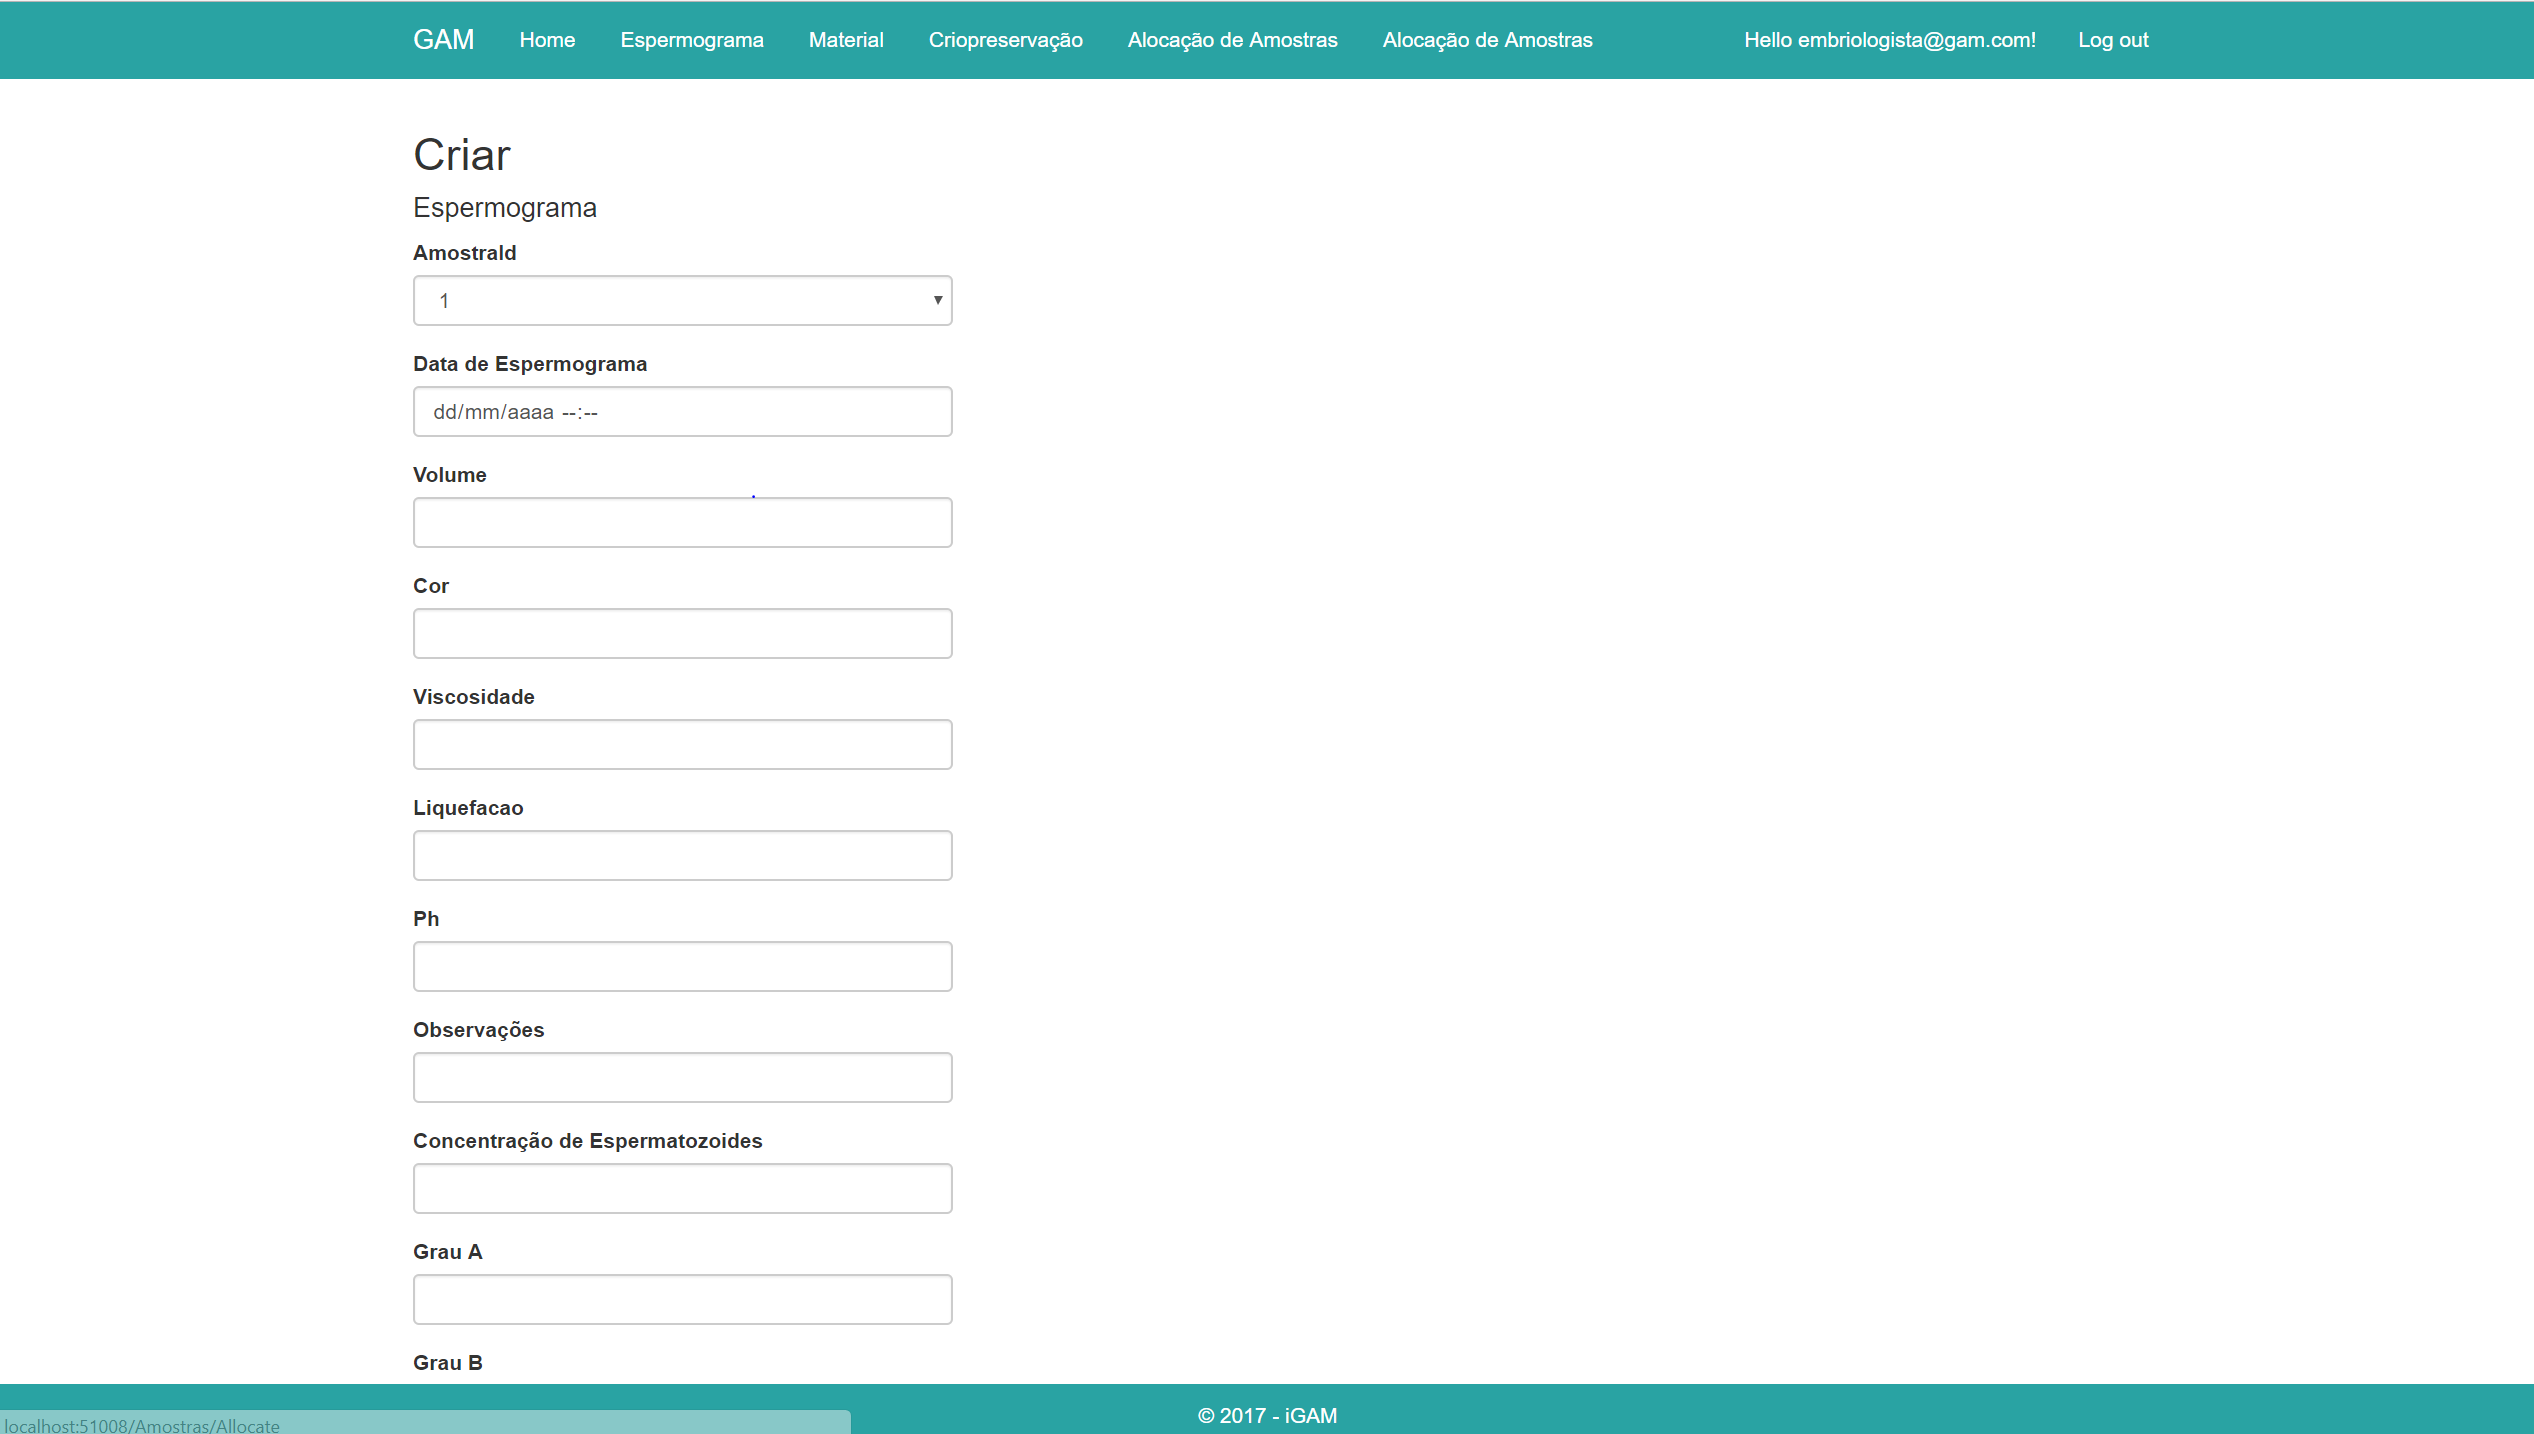 GAM Home Espermograma Material Criopreservação Alocação de Amostras Alocação de Amostras Hello embriologista@gam.com! Log out
Criar
Espermograma
AmostraId
1
Data de Espermograma
dd/mm/aaaa --:--
Volume
Cor
Viscosidade
Liquefacao
Ph
Observações
Concentração de Espermatozoides
Grau A
Grau B
© 2017 - iGAM
localhost:51008/Amostras/Allocate